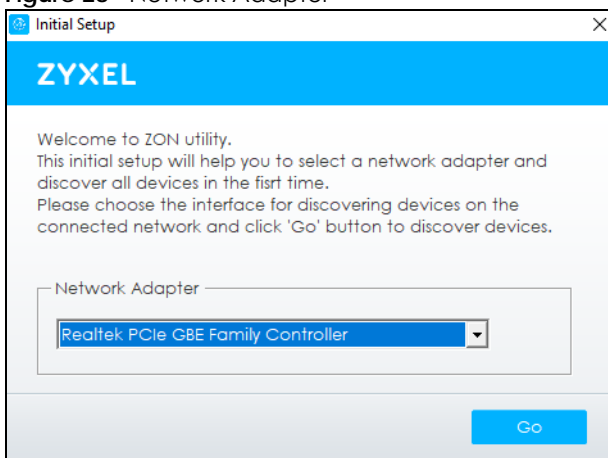 Network Adapter
Initial Setup
ZYXEL
Welcome to ZON utility.
This initial setup will help you to select a network adapter and
discover all devices in the fisrt time.
Please choose the interface for discovering devices on the
connected network and click 'Go' button to discover devices.
Network Adapter
Realtek PCIe GBE Family Controller
Go